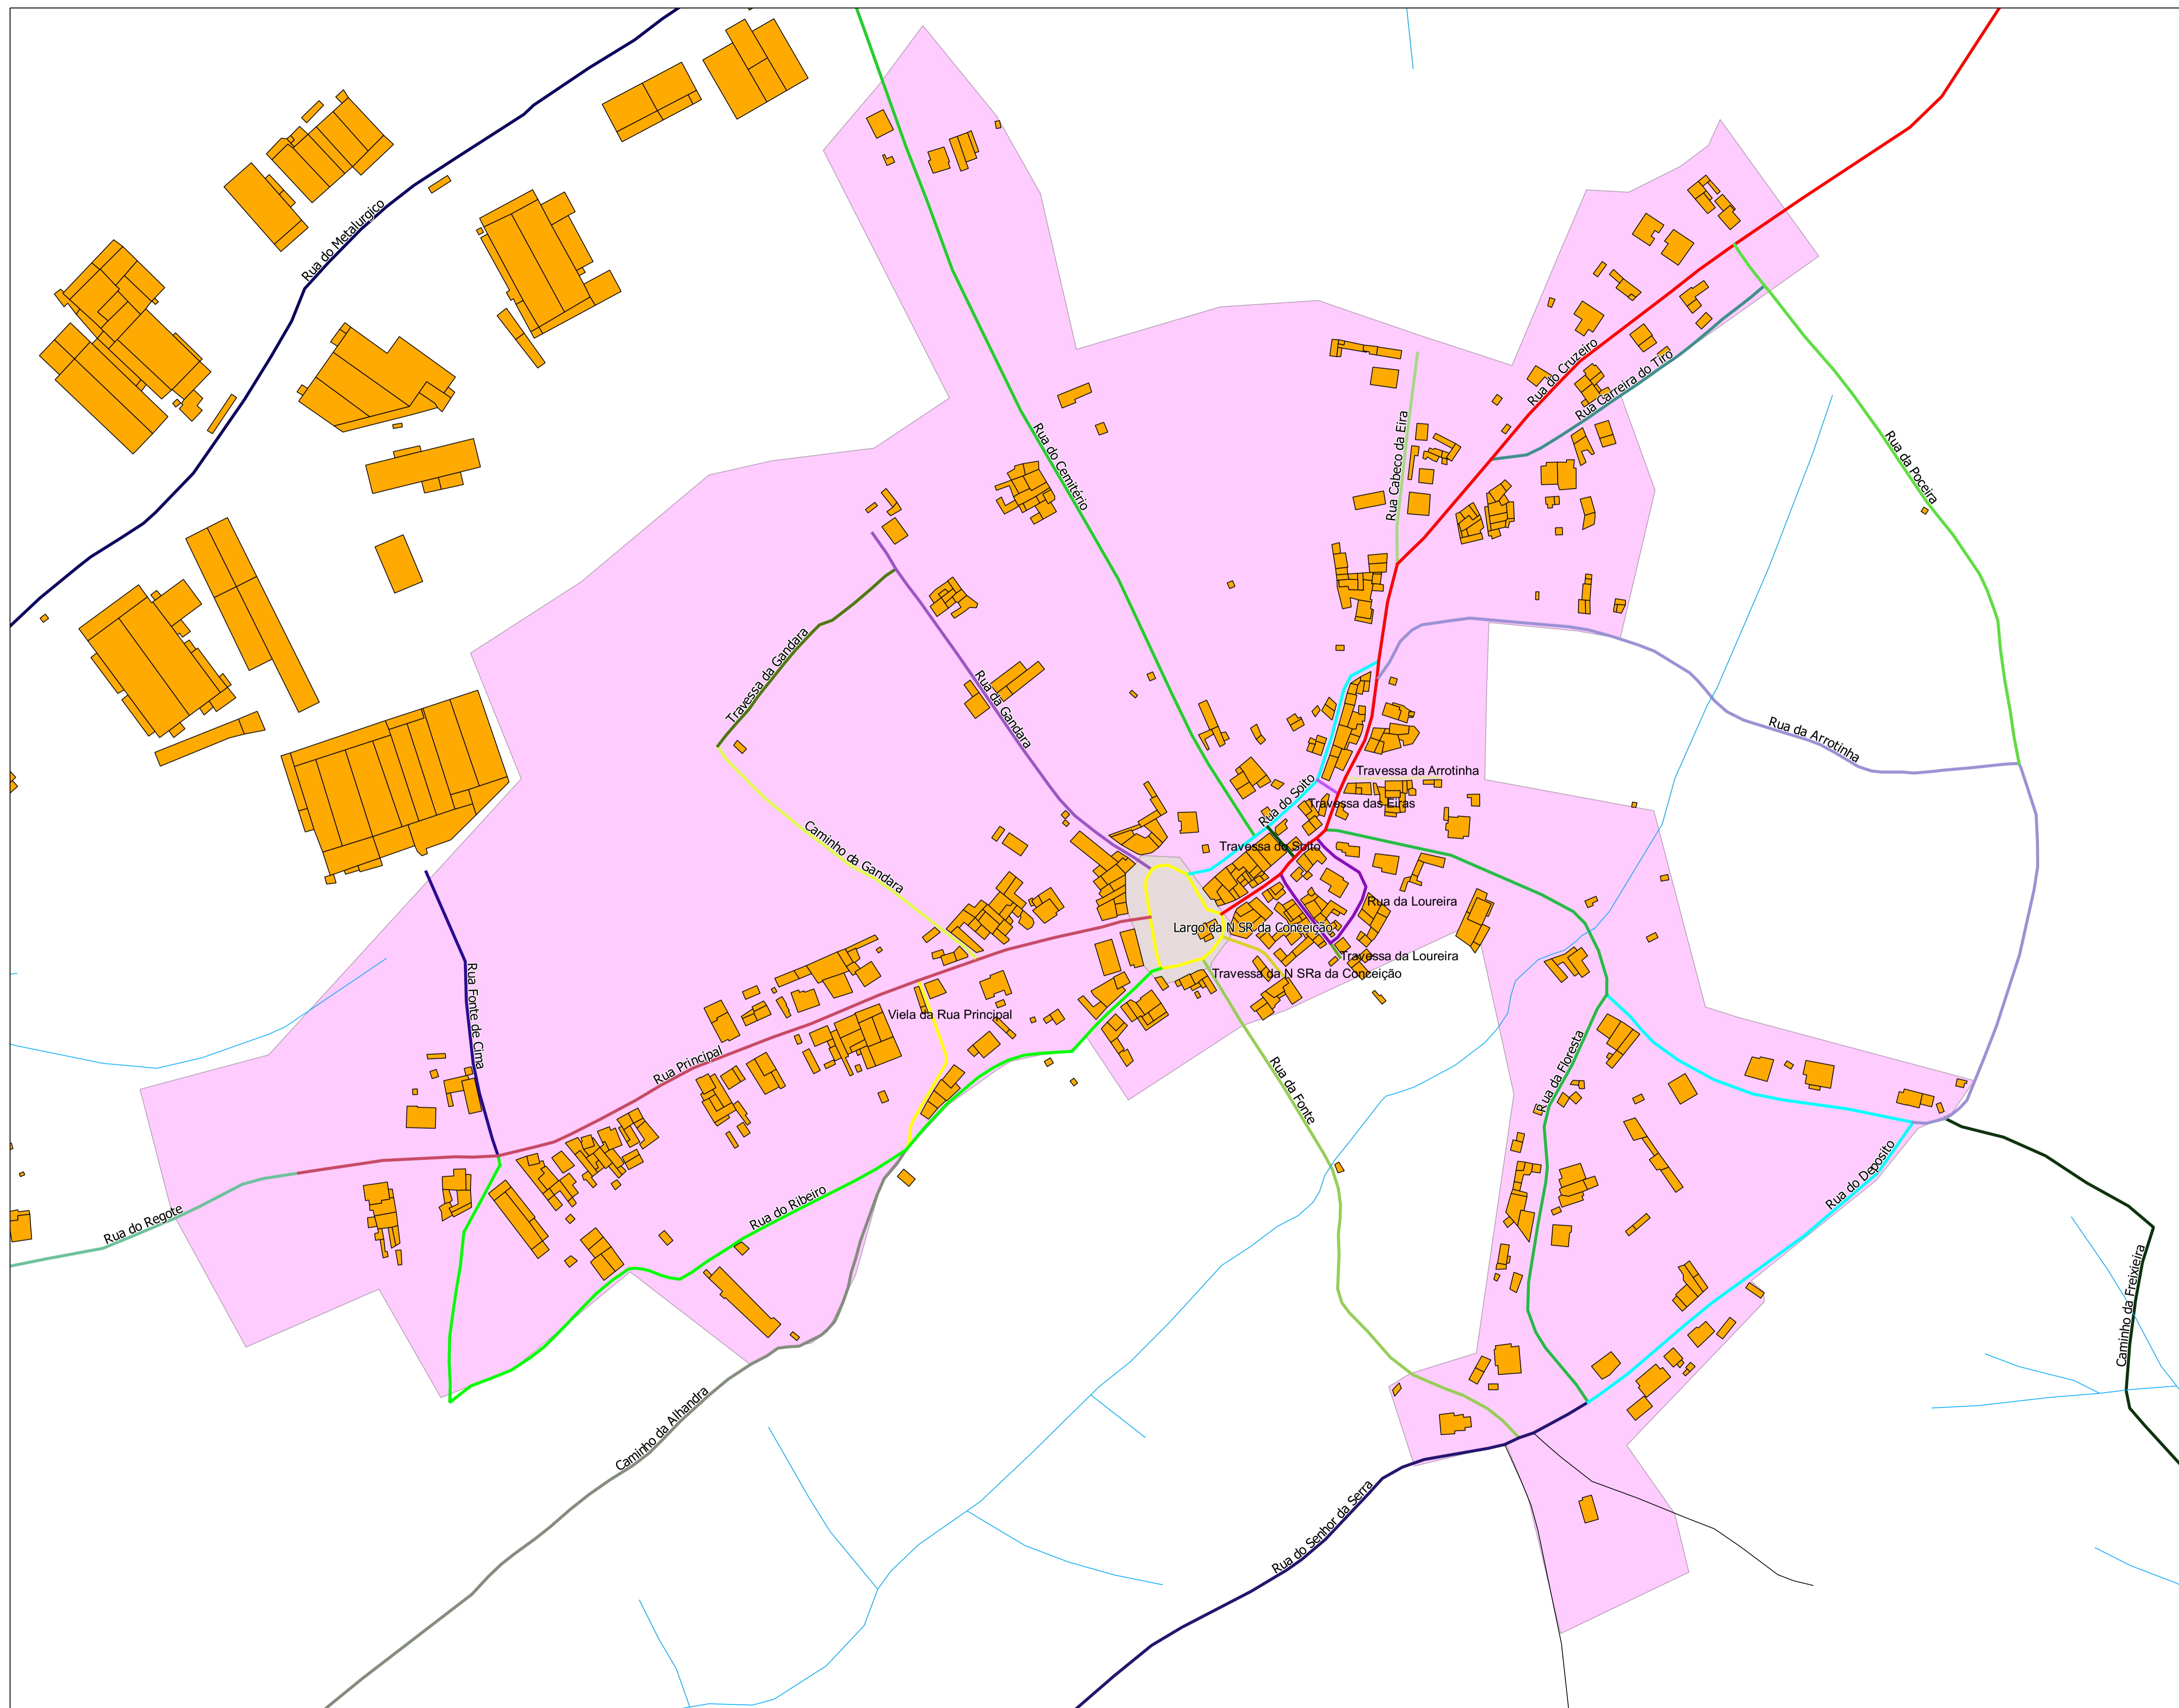 Rua do Metalurgico
Rua do Cruzeiro
Rua Carreira do Tiro
Rua do Cemitério
Rua Cabeco da Eira
Rua da Poceira
Travessa da Gandara
Rua da Gandara
Rua da Arrotinha
Travessa da Arrotinha
Rua do Soito
Travessa das Eiras
Caminho da Gandara
Travessa do Soito
Rua da Loureira
Largo da N SR da Conceição
Travessa da Loureira
Travessa da N SRa da Conceição
Rua Fonte de Cima
Viela da Rua Principal
Rua Principal
Rua da Fonte
Rua da Floresta
Rua do Deposito
Rua do Ribeiro
Rua do Regote
Caminho da Freixieira
Caminho da Alhandra
Rua do Senhor da Serra